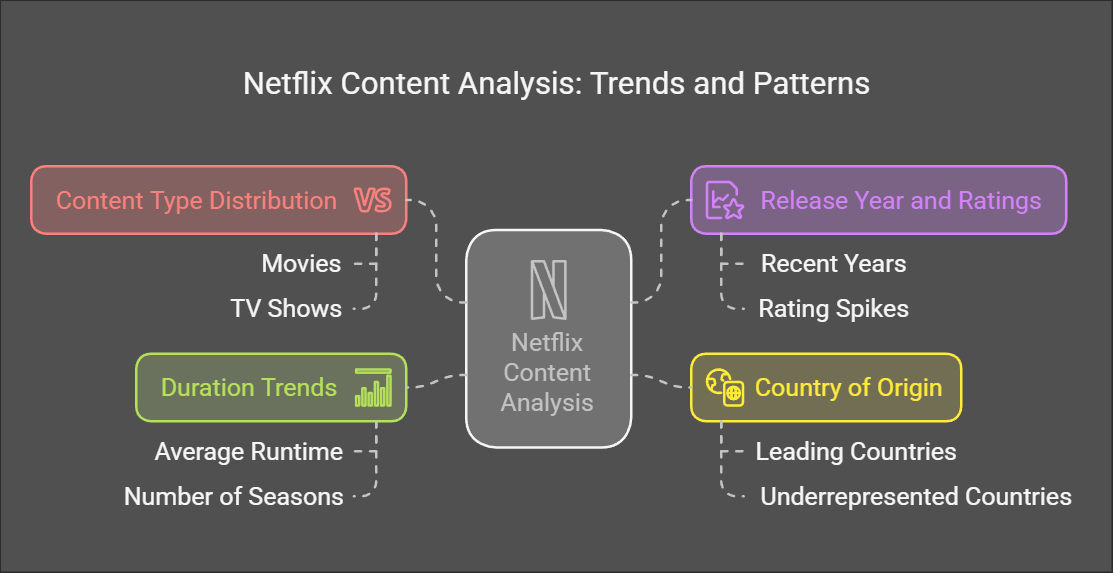 Netflix Content Analysis: Trends and Patterns
Content Type Distribution VS
Movies
TV Shows
Duration Trends
Average Runtime
Number of Seasons
N
Netflix
Content
Analysis
Release Year and Ratings
Recent Years
Rating Spikes
Country of Origin
Leading Countries
Underrepresented Countries